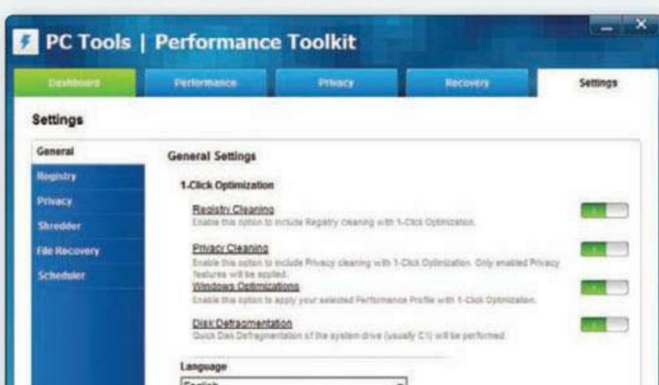 PC Tools | Performance Toolkit
Dashboard Performance Privacy Recovery Settings
Settings
General
Registry
Privacy
Shredder
File Recovery
Scheduler
General Settings
1-Click Optimization
Registry Cleaning
Enable this option to include Registry cleaning with 1-Click Optimization.
Privacy Cleaning
Enable this option to include Privacy cleaning with 1-Click Optimization. Only enabled Privacy
features will be applied.
Windows Optimizations
Enable this option to apply your selected Performance Profile with 1-Click Optimization.
Disk Defragmentation
Quick Disk Defragmentation of the system drive (usually C:\) will be performed.
Language
English